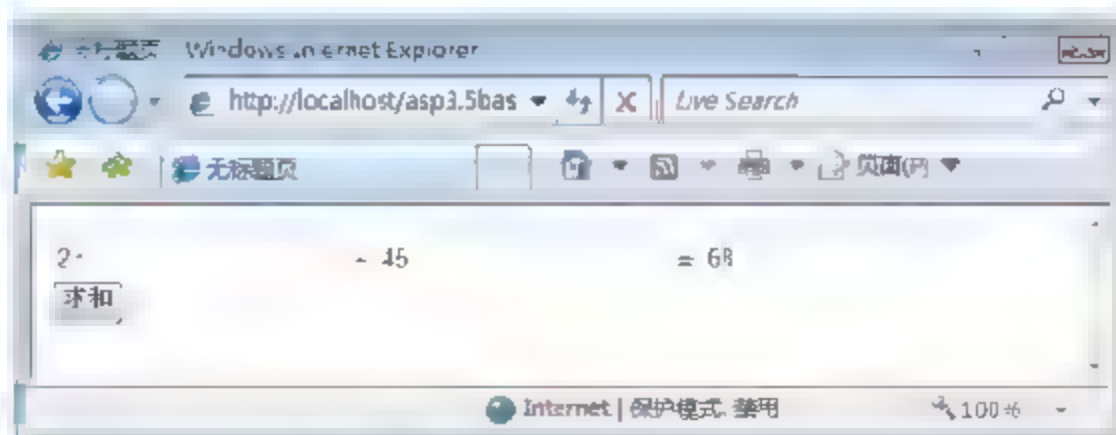 Windows Internet Explorer
http://localhost/asp3.5bas
Live Search
无标题页
页面(P)
45 = 68
求和
Internet | 保护模式: 禁用
100%